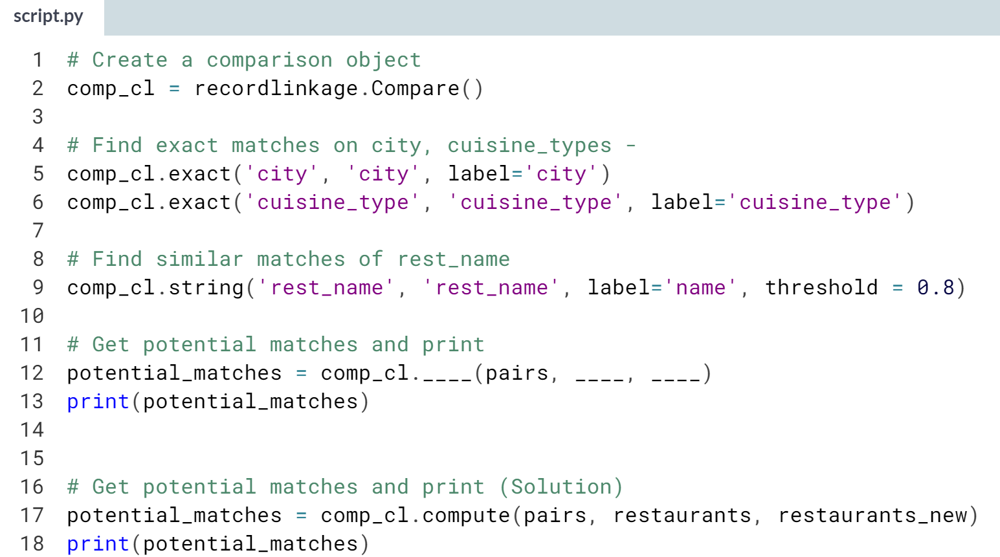 script.py
1 # Create a comparison object
2 comp_cl = recordlinkage.Compare()
3
4 # Find exact matches on city, cuisine_types -
5 comp_cl.exact('city', 'city', label='city')
6 comp_cl.exact('cuisine_type', 'cuisine_type', label='cuisine_type')
7
8 # Find similar matches of rest_name
9 comp_cl.string('rest_name', 'rest_name', label='name', threshold = 0.8)
10
11 # Get potential matches and print
12 potential_matches = comp_cl.____(pairs, ____, ____)
13 print(potential_matches)
14
15
16 # Get potential matches and print (Solution)
17 potential_matches = comp_cl.compute(pairs, restaurants, restaurants_new)
18 print(potential_matches)